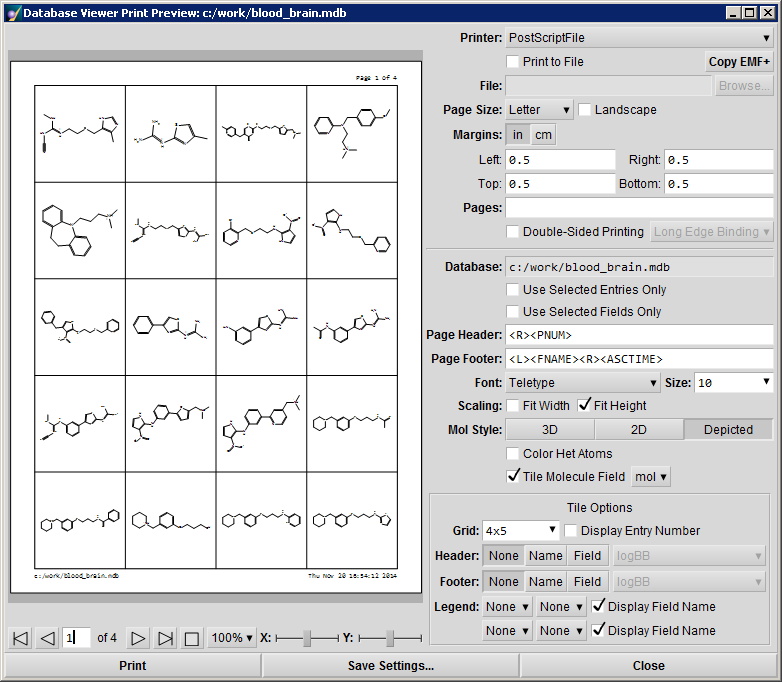 Database Viewer Print Preview: c:/work/blood_brain.mdb
Page 1 of 4
c:/work/blood_brain.mdb Thu Nov 20 15:54:12 2014
1 of 4 100% X: Y:
Printer: PostScriptFile
Print to File Copy EMF+
File: Browse...
Page Size: Letter Landscape
Margins: in cm
Left: 0.5 Right: 0.5
Top: 0.5 Bottom: 0.5
Pages:
Double-Sided Printing Long Edge Binding
Database: c:/work/blood_brain.mdb
Use Selected Entries Only
Use Selected Fields Only
Page Header: <R><PNUM>
Page Footer: <L><FNAME><R><ASCTIME>
Font: Teletype Size: 10
Scaling: Fit Width Fit Height
Mol Style: 3D 2D Depicted
Color Het Atoms
Tile Molecule Field mol
Tile Options
Grid: 4x5 Display Entry Number
Header: None Name Field logBB
Footer: None Name Field logBB
Legend: None None Display Field Name
None None Display Field Name
Print Save Settings... Close